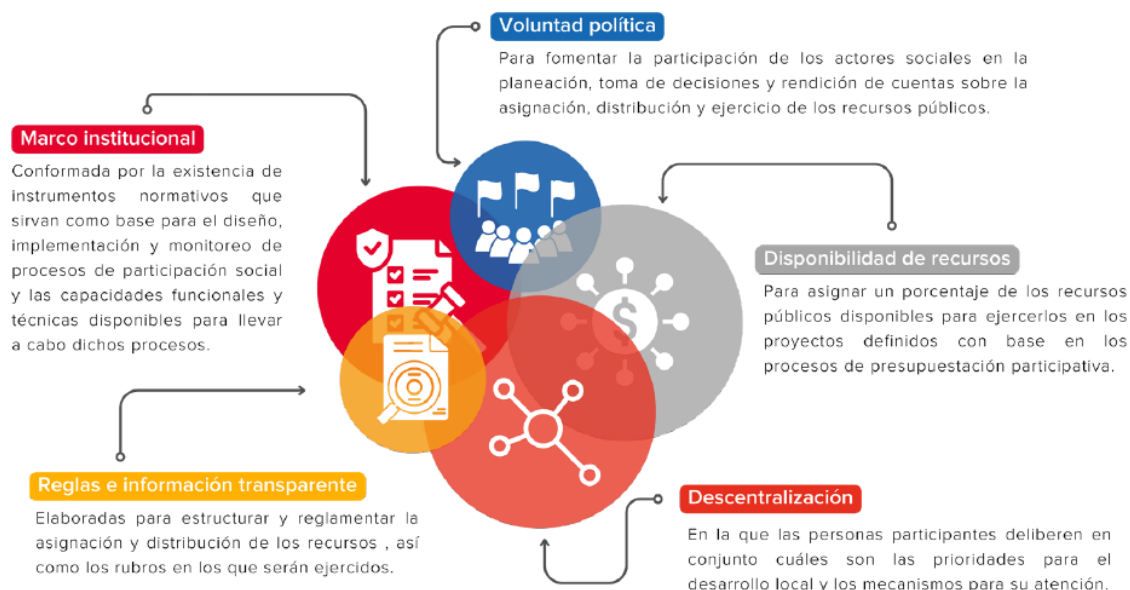 Voluntad política
Para fomentar la participación de los actores sociales en la
planeación, toma de decisiones y rendición de cuentas sobre la
asignación, distribución y ejercicio de los recursos públicos.
Marco institucional
Conformada por la existencia de
instrumentos normativos que
sirvan como base para el diseño,
implementación y monitoreo de
procesos de participación social
y las capacidades funcionales y
técnicas disponibles para llevar
a cabo dichos procesos.
Disponibilidad de recursos
Para asignar un porcentaje de los recursos
públicos disponibles para ejercerlos en los
proyectos definidos con base en los
procesos de presupuestación participativa.
$
Reglas e información transparente
Elaboradas para estructurar y reglamentar la
asignación y distribución de los recursos , así
como los rubros en los que serán ejercidos.
Descentralización
En la que las personas participantes deliberen en
conjunto cuáles son las prioridades para el
desarrollo local y los mecanismos para su atención.